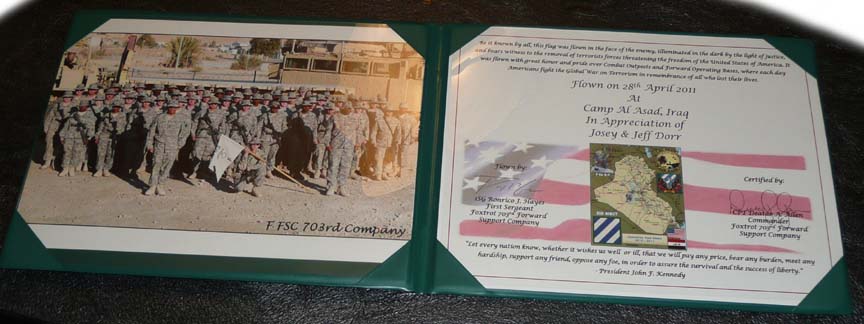 F FSC 703rd Company
Be it known by all, this flag was flown in the face of the enemy, illuminated in the dark by the light of justice,
and bears witness to the removal of terrorists forces threatening the freedom of the United States of America. It
was flown with great honor and pride over Combat Outposts and Forward Operating Bases, where each day
Americans fight the Global War on Terrorism in remembrance of all who lost their lives.
Flown on 28th April 2011
At
Camp Al Asad, Iraq
In Appreciation of
Josey & Jeff Dorr
Flown by:
1SG Ronrico J. Hayes
First Sergeant
Foxtrot 703rd Forward
Support Company
Certified by:
CPT Deatto A. Allen
Commander
Foxtrot 703rd Forward
Support Company
"Let every nation know, whether it wishes us well or ill, that we will pay any price, bear any burden, meet any
hardship, support any friend, oppose any foe, in order to assure the survival and the success of liberty."
- President John F. Kennedy